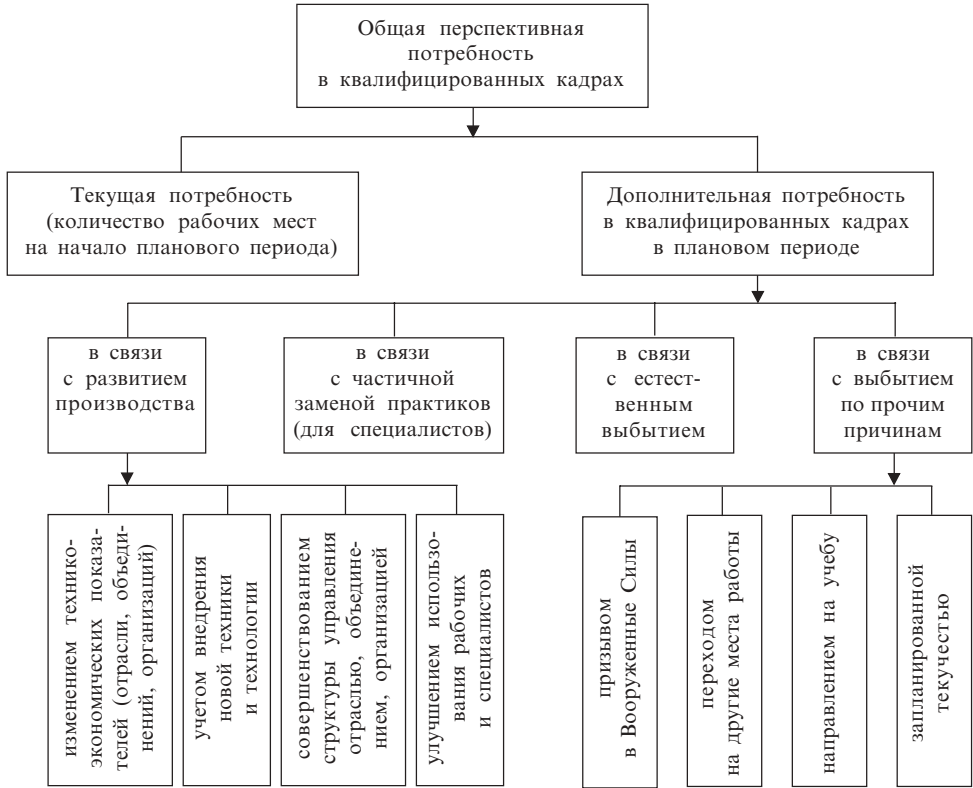 Общая перспективная
потребность
в квалифицированных кадрах
Текущая потребность
(количество рабочих мест
на начало планового периода)
Дополнительная потребность
в квалифицированных кадрах
в плановом периоде
в связи
с развитием
производства
в связи
с частичной
заменой практиков
(для специалистов)
в связи
с естест-
венным
выбытием
в связи
с выбытием
по прочим
причинам
изменением технико-
экономических показа-
телей (отрасли, объеди-
нений, организаций)
учетом внедрения
новой техники
и технологии
совершенствованием
структуры управления
отраслью, объедине-
нием, организацией
улучшением использо-
вания рабочих
и специалистов
призывом
в Вооруженные Силы
переходом
на другие места работы
направлением на учебу
запланированной
текучестью